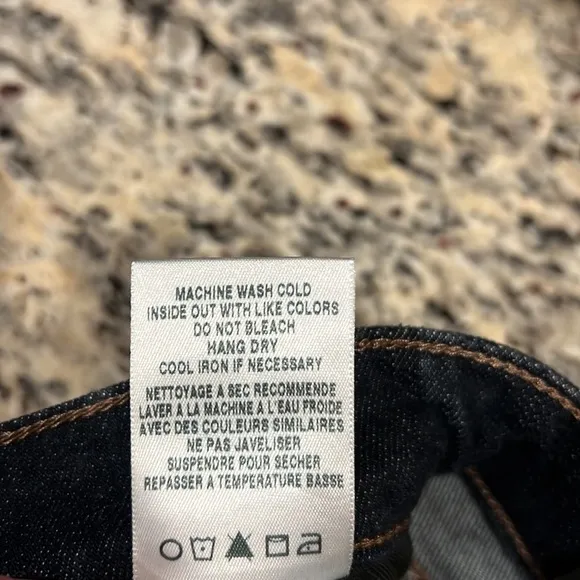 MACHINE WASH COLD
INSIDE OUT WITH LIKE COLORS
DO NOT BLEACH
HANG DRY
COOL IRON IF NECESSARY
NETTOYAGE A SEC RECOMMENDE
LAVER A LA MACHINE A L'EAU FROIDE
AVEC DES COULEURS SIMILAIRES
NE PAS JAVELISER
SUSPENDRE POUR SÉCHER
REPASSER A TEMPERATURE BASSE